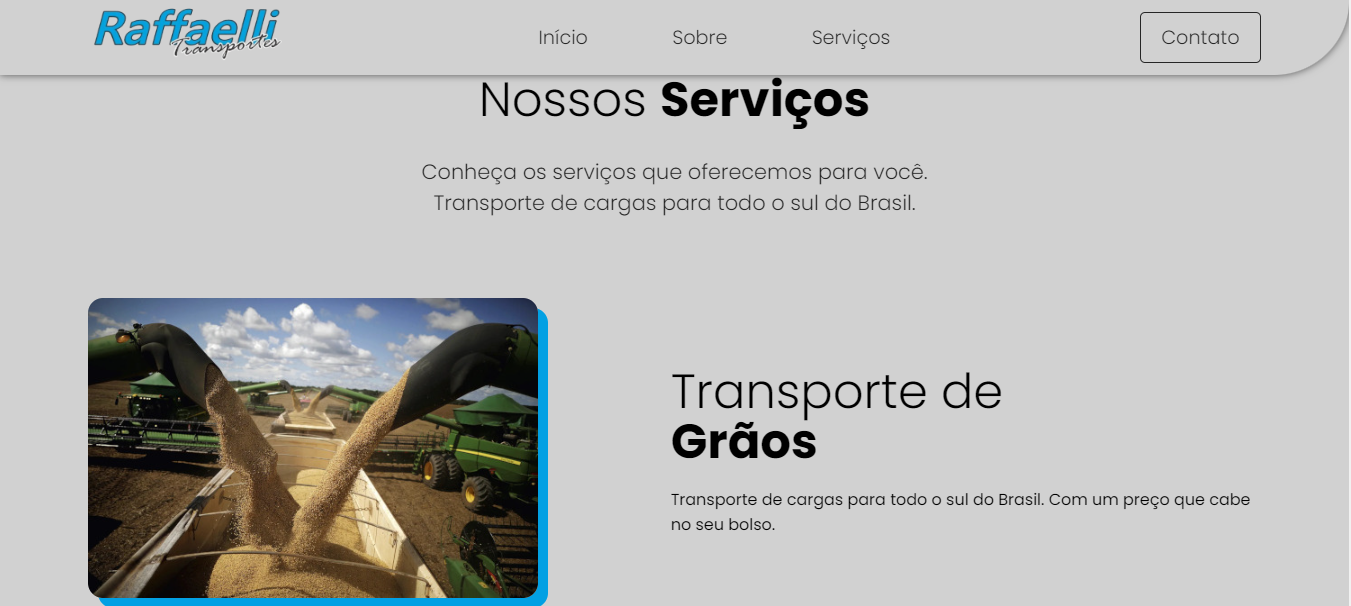 Raffaelli
Transportes
Início
Sobre
Serviços
Contato
Nossos Serviços
Conheça os serviços que oferecemos para você.
Transporte de cargas para todo o sul do Brasil.
Transporte de
Grãos
Transporte de cargas para todo o sul do Brasil. Com um preço que cabe
no seu bolso.